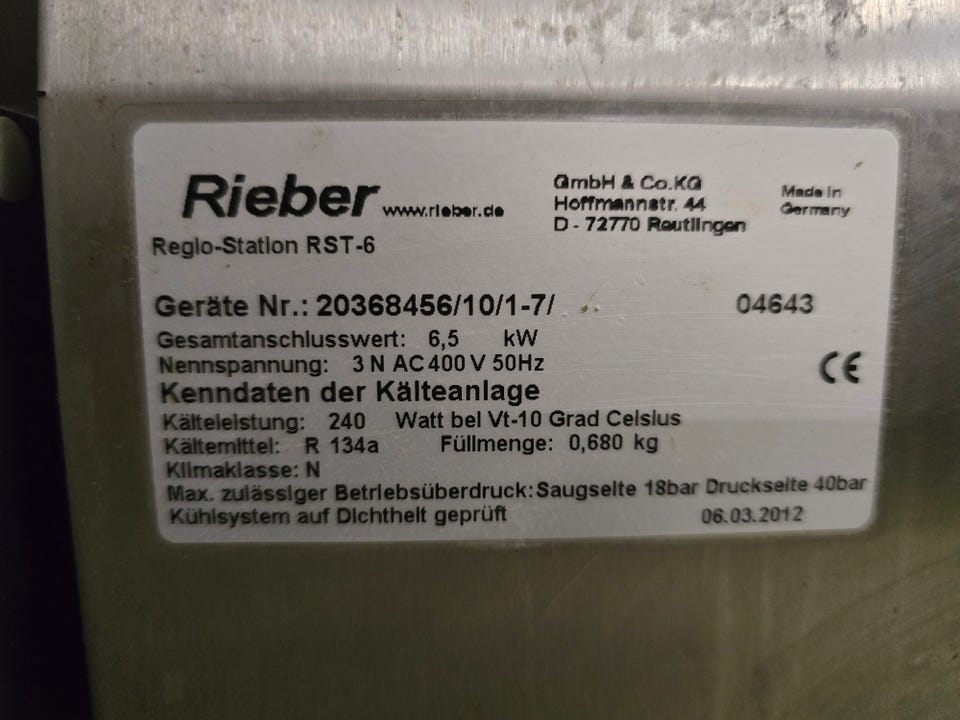 Rieber www.rieber.de
GmbH & Co.KG
Hoffmannstr. 44
D - 72770 Reutlingen
Made in
Germany
Regio-Station RST-6
Geräte Nr.: 20368456/10/1-7/ 04643
Gesamtanschlusswert: 6,5 kW
Nennspannung: 3 N AC 400 V 50Hz
CE
Kenndaten der Kälteanlage
Kälteleistung: 240 Watt bei Vt-10 Grad Celsius
Kältemittel: R 134a Füllmenge: 0,680 kg
Klimaklasse: N
Max. zulässiger Betriebsüberdruck: Saugseite 18bar Druckseite 40bar
Kühlsystem auf Dichtheit geprüft 06.03.2012